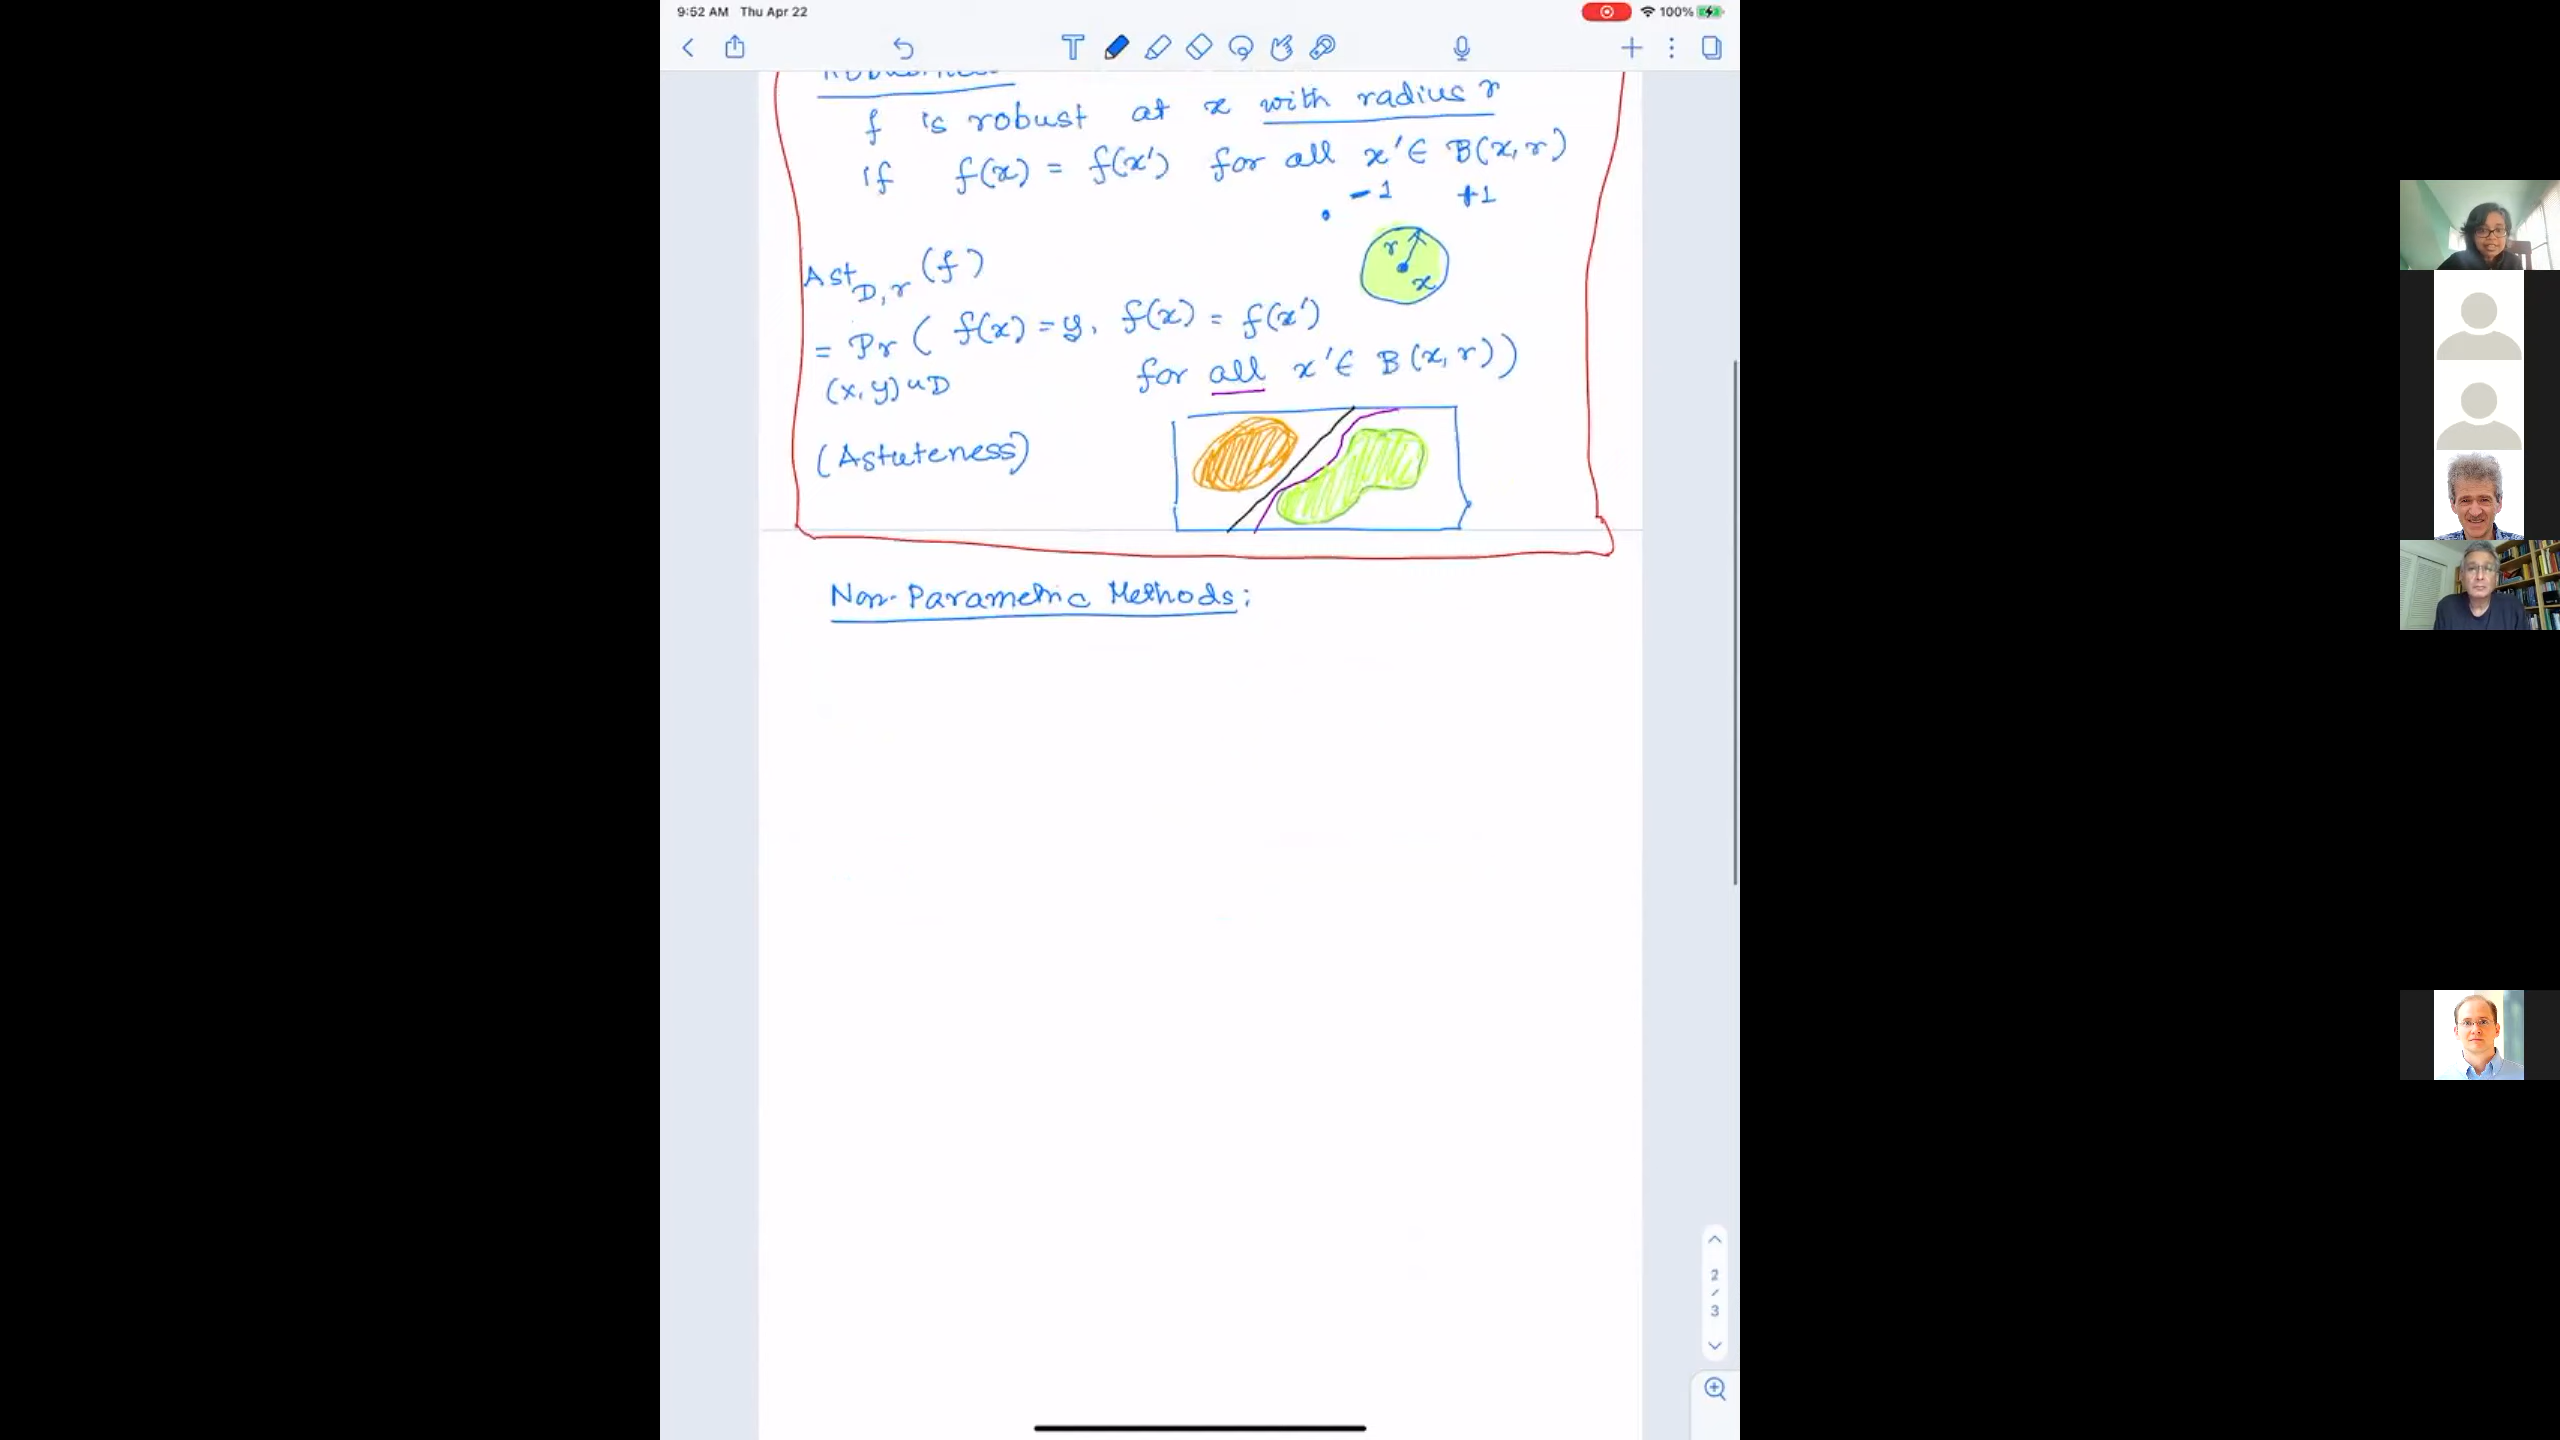 9:52 AM Thu Apr 22
100%
f is robust at x with radius r
if f(x) = f(x') for all x' ∈ B(x, r)
-1 +1
r
x
Ast D, r (f)
= Pr ( f(x) = y, f(x) = f(x')
(x, y) ~ D for all x' ∈ B(x, r))
(Astuteness)
Non-Parametric Methods:
2
/
3